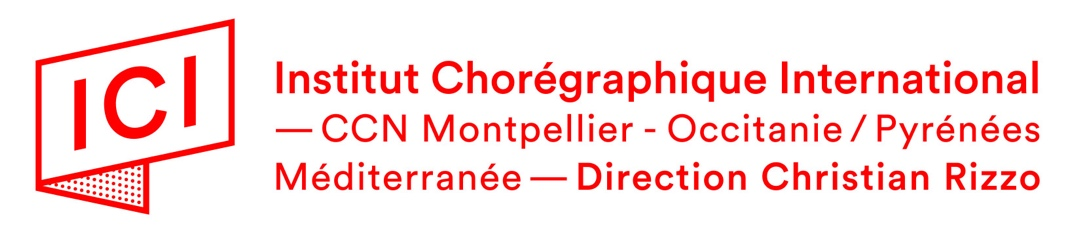 ICI
Institut Chorégraphique International
— CCN Montpellier - Occitanie / Pyrénées
Méditerranée — Direction Christian Rizzo